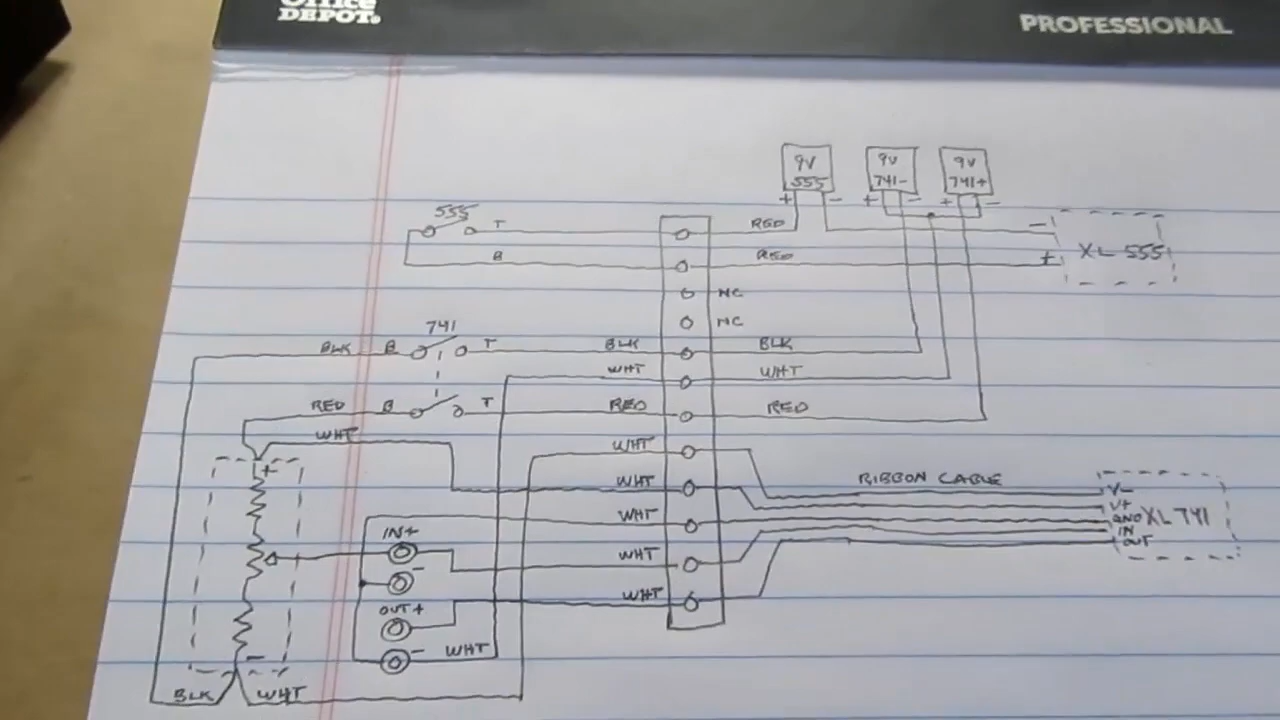 Office
DEPOT.
PROFESSIONAL
9V 555
9V 741-
9V 741+
+ - + - + -
555
T
RED
-
XL 555
B
RED
+
NC
NC
741
BLK B T BLK BLK
WHT WHT
RED B T RED RED
WHT
WHT
+
WHT
RIBBON CABLE
V-
V+
GND
IN
OUT
XL 741
WHT
IN+
-
WHT
OUT+
WHT
-
WHT
-
BLK WHT